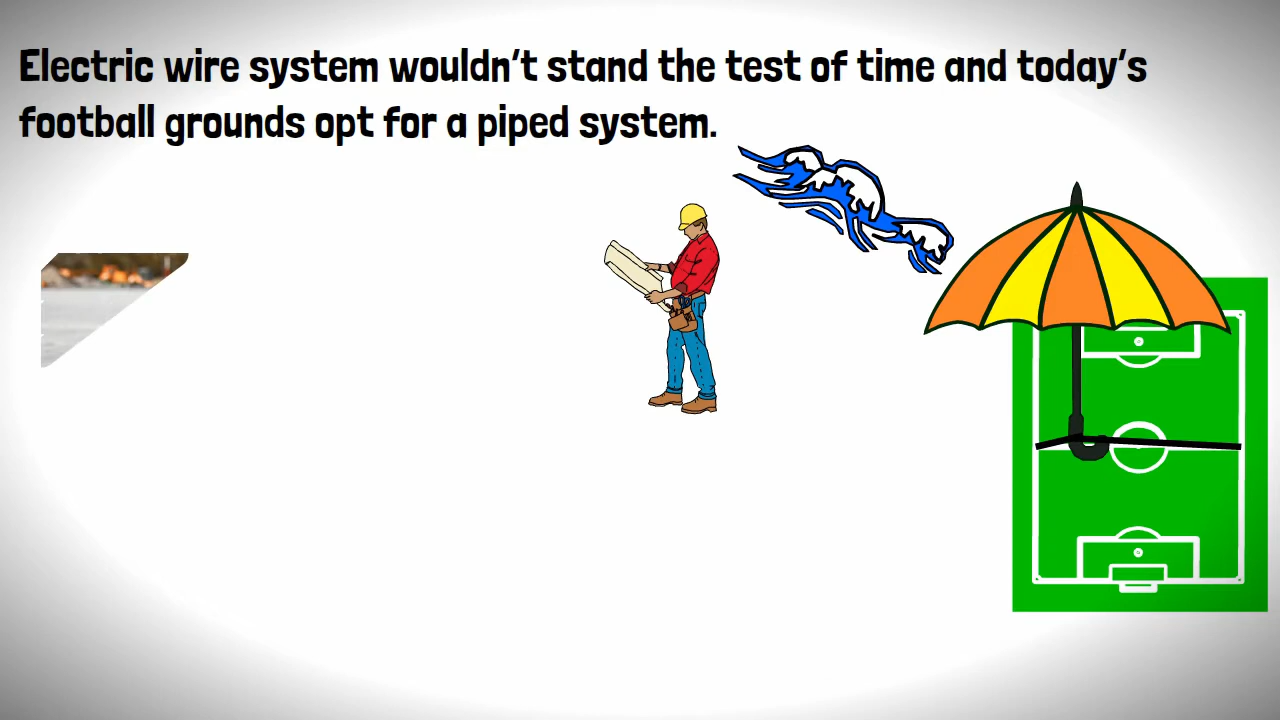 Electric wire system wouldn't stand the test of time and today's
football grounds opt for a piped system.